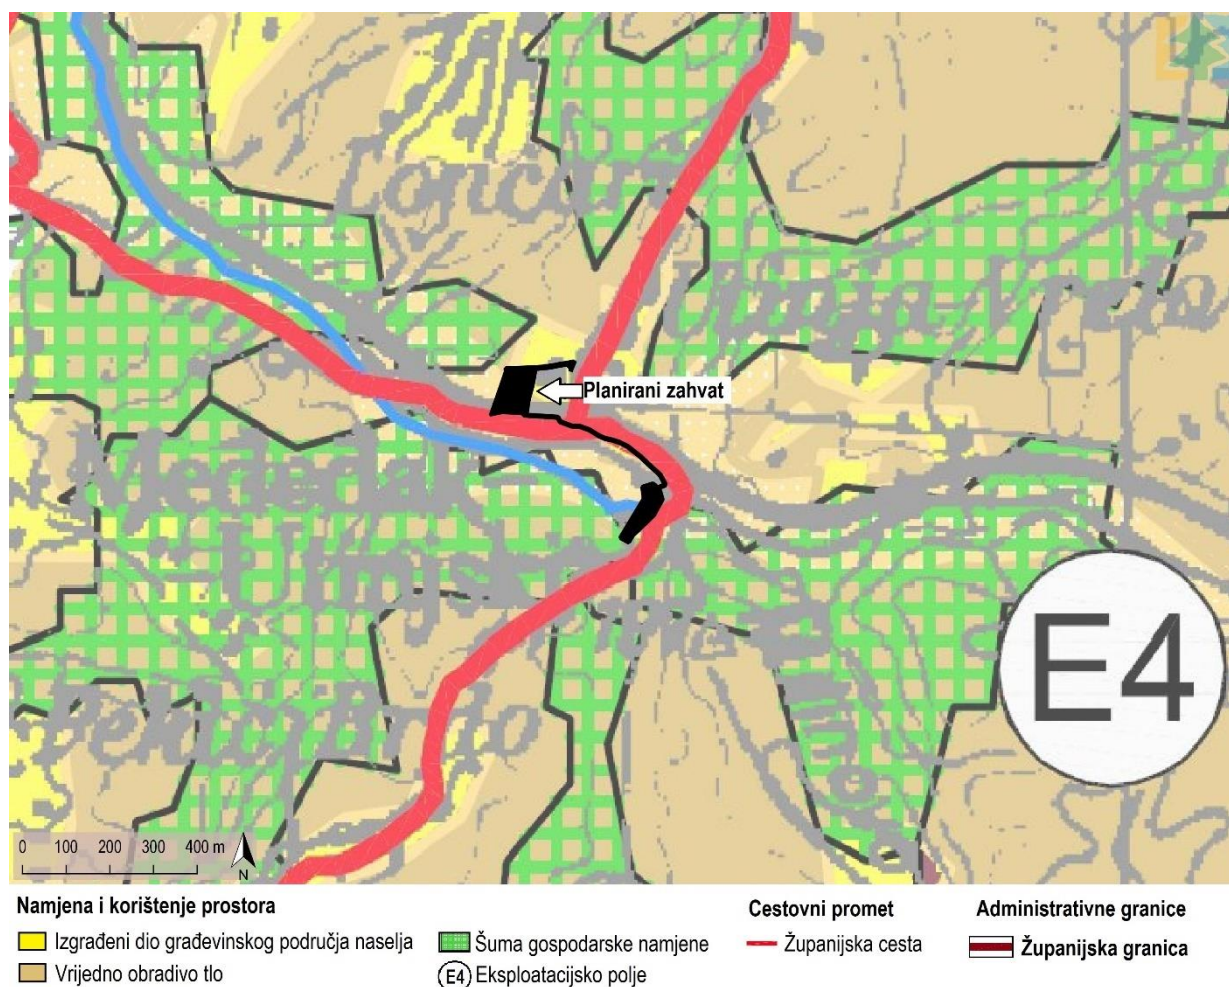 Planirani zahvat
E4
0 100 200 300 400 m
N
Namjena i korištenje prostora
Izgrađeni dio građevinskog područja naselja
Vrijedno obradivo tlo
Šuma gospodarske namjene
E4 Eksploatacijsko polje
Cestovni promet
Županijska cesta
Administrativne granice
Županijska granica